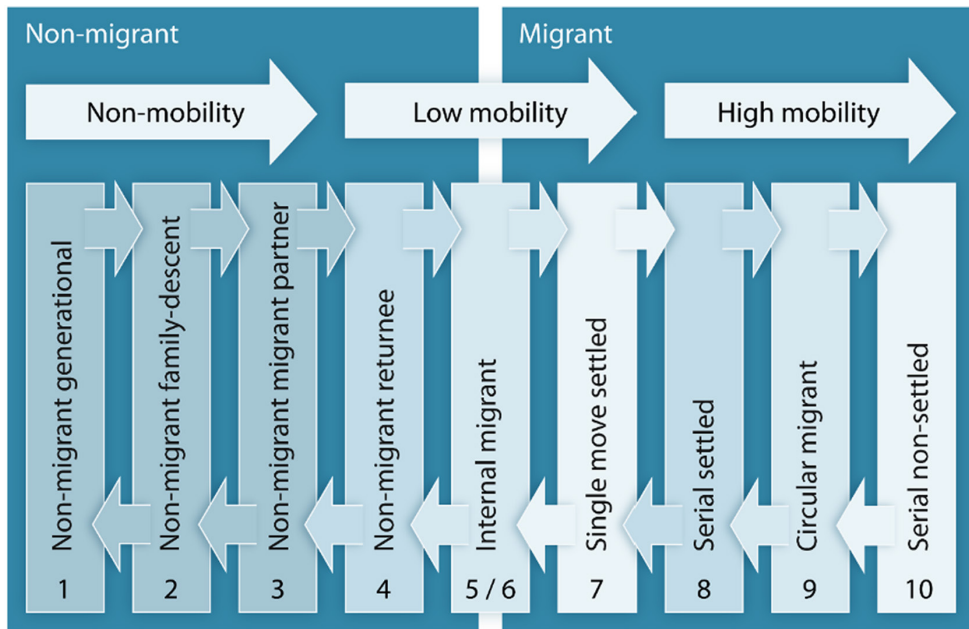 Non-migrant
Migrant
Non-mobility
Low mobility
High mobility
Non-migrant generational
Non-migrant family-descent
Non-migrant migrant partner
Non-migrant returnee
Internal migrant
Single move settled
Serial settled
Circular migrant
Serial non-settled
1
2
3
4
5 / 6
7
8
9
10